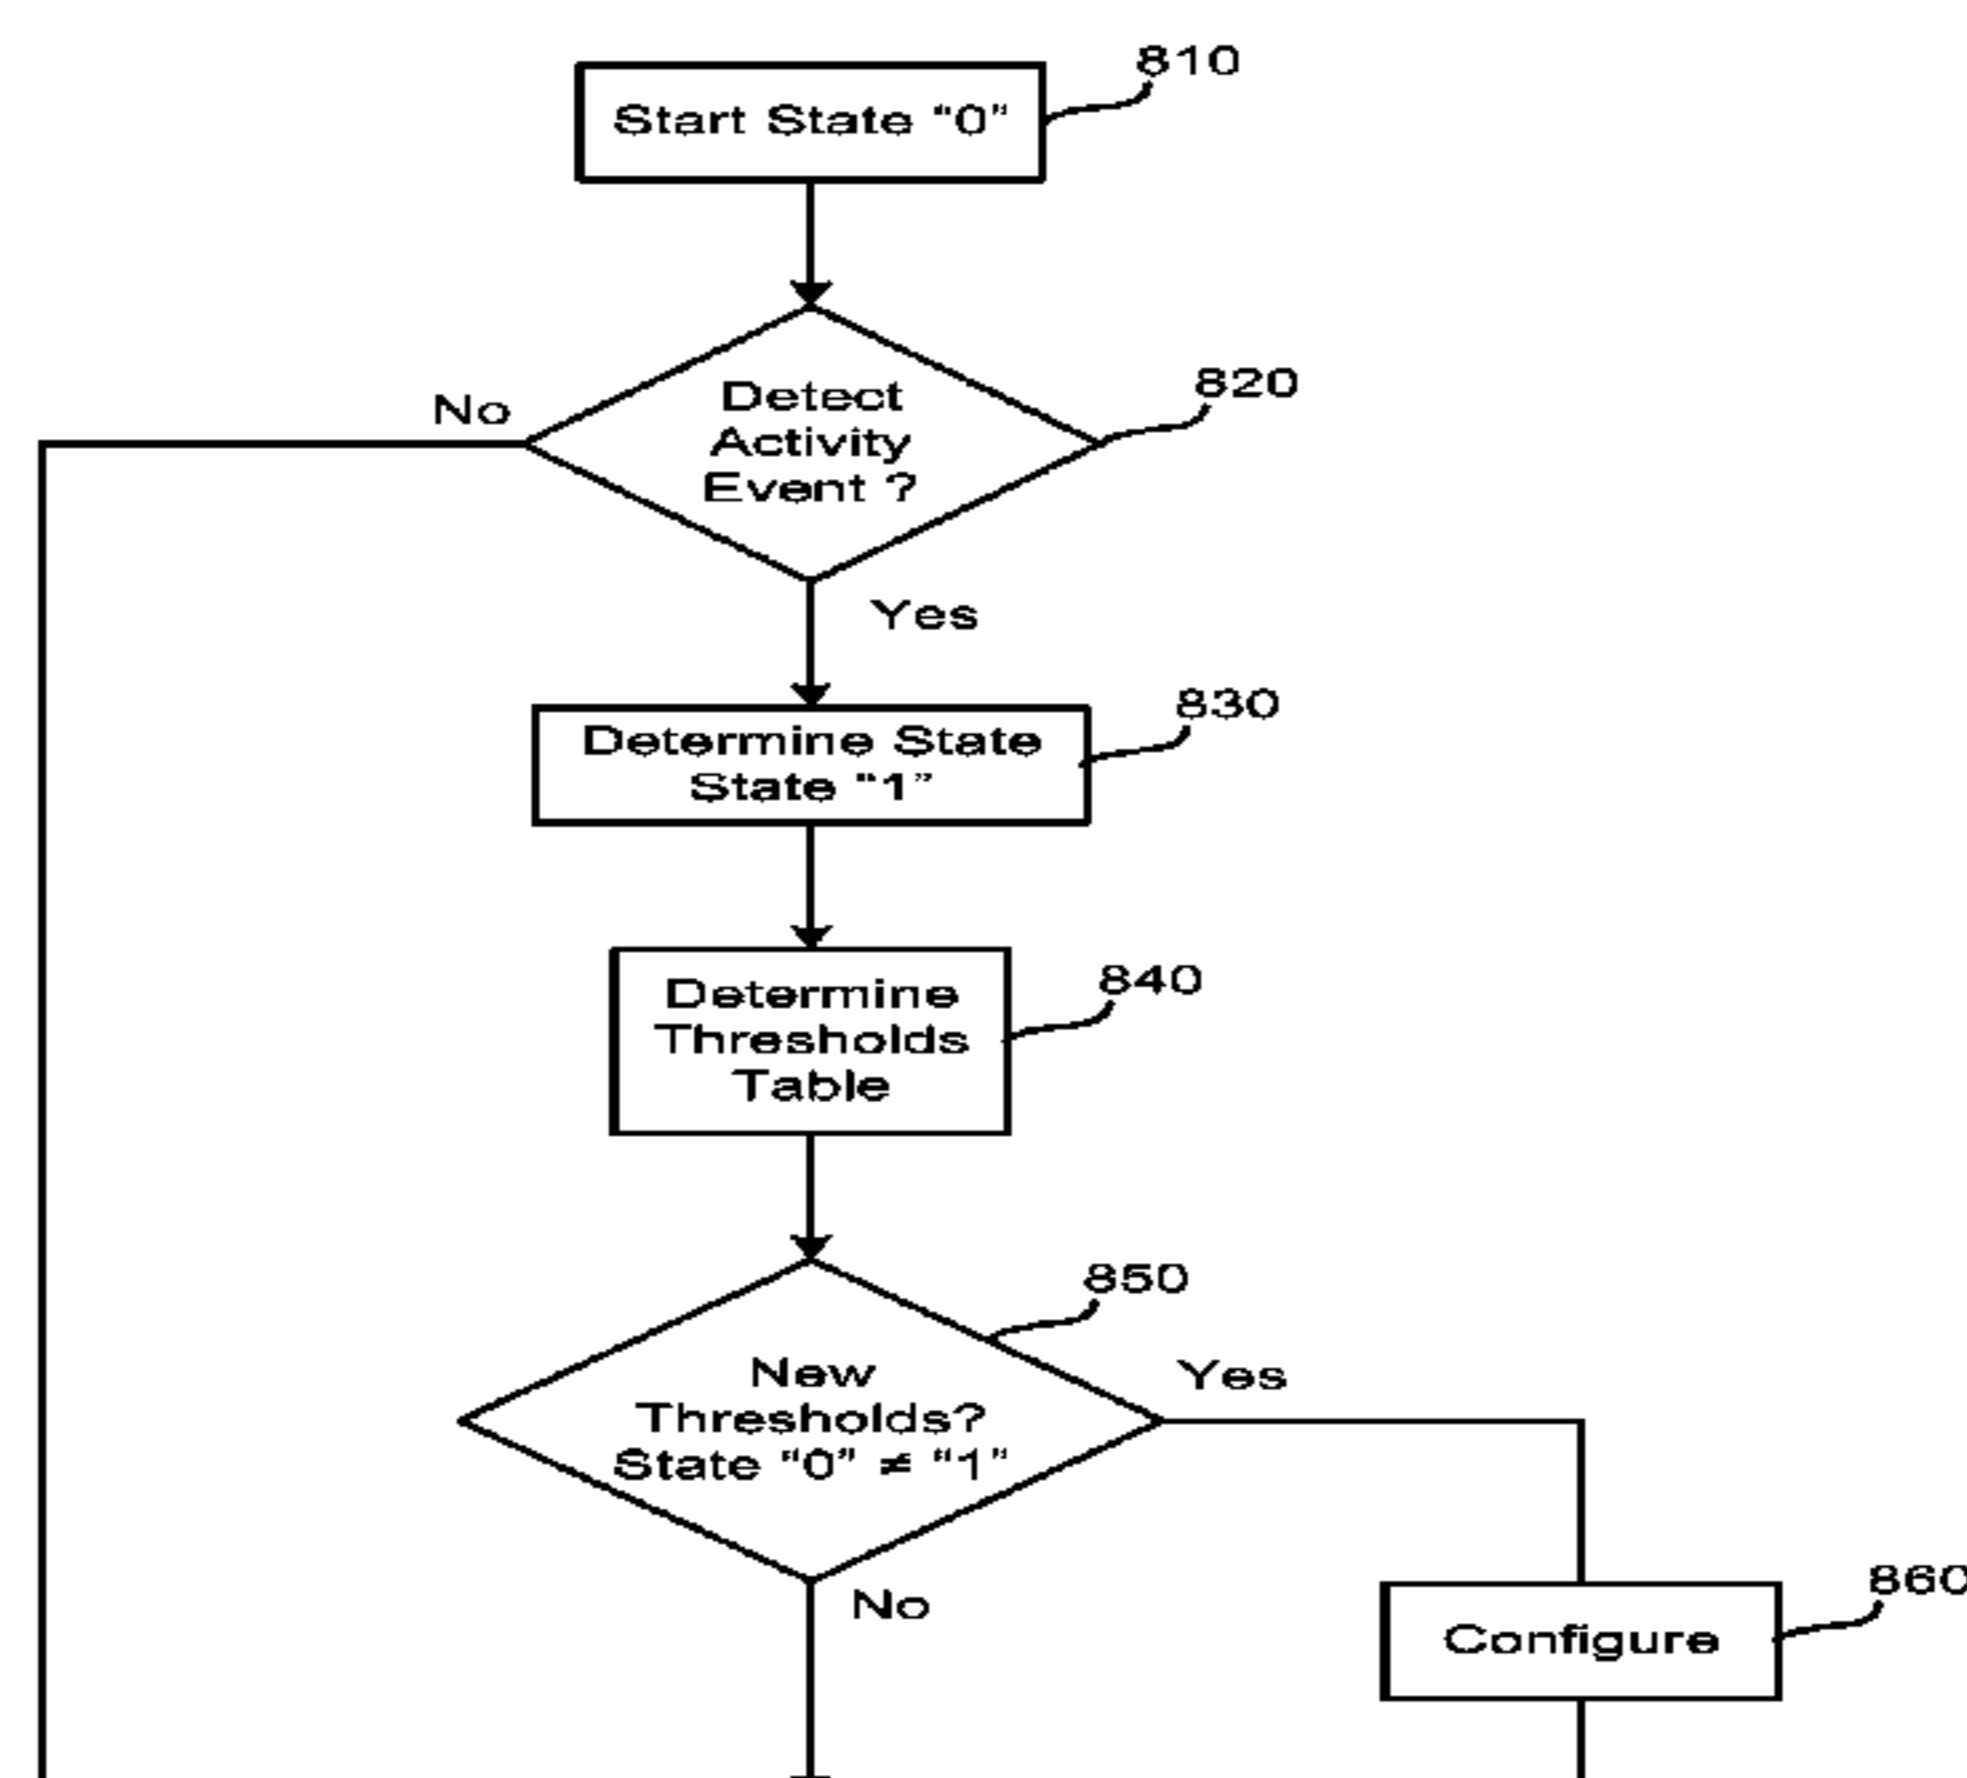 810
Start State “0”
820
No
Detect
Activity
Event ?
Yes
830
Determine State
State “1”
840
Determine
Thresholds
Table
850
New
Thresholds?
State “0” ≠ “1”
Yes
No
860
Configure